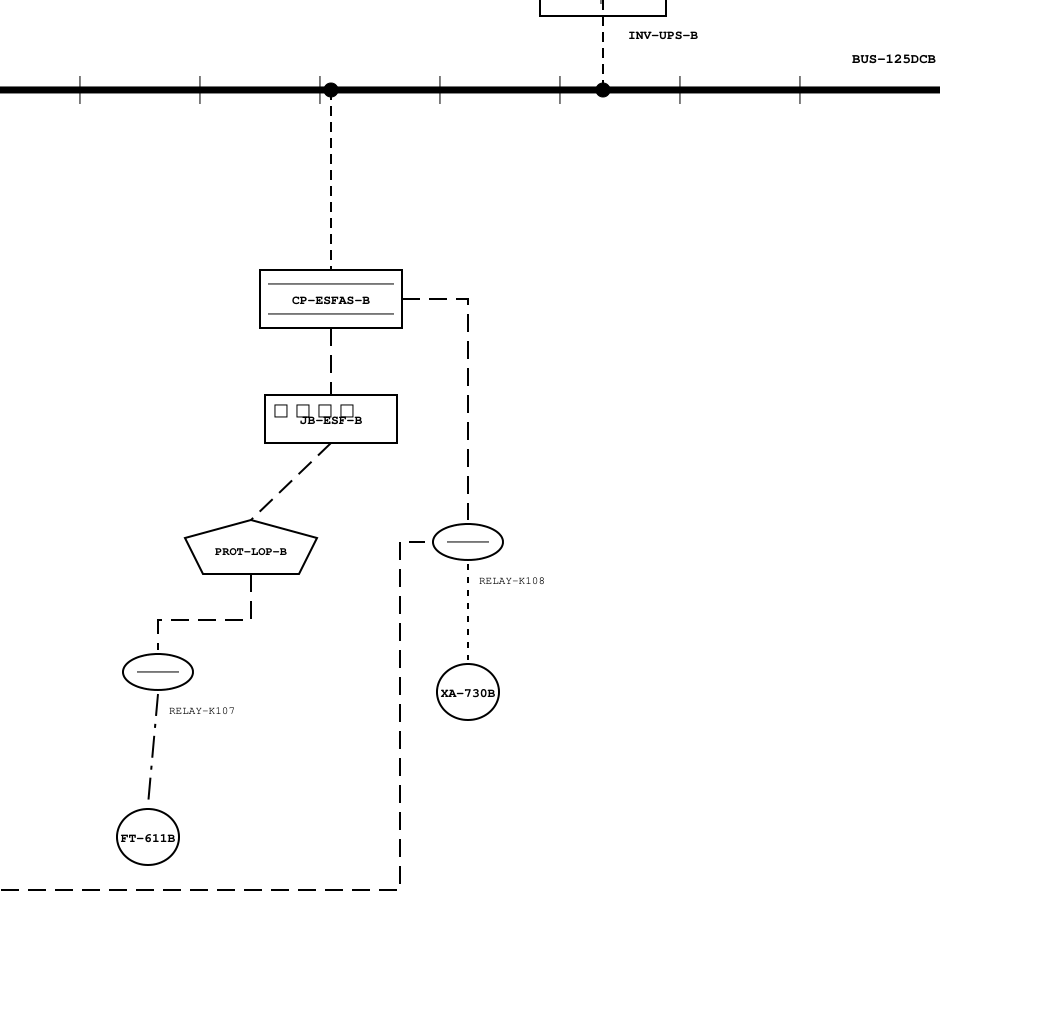 INV-UPS-B
BUS-125DCB
CP-ESFAS-B
JB-ESF-B
PROT-LOP-B
RELAY-K108
XA-730B
RELAY-K107
FT-611B